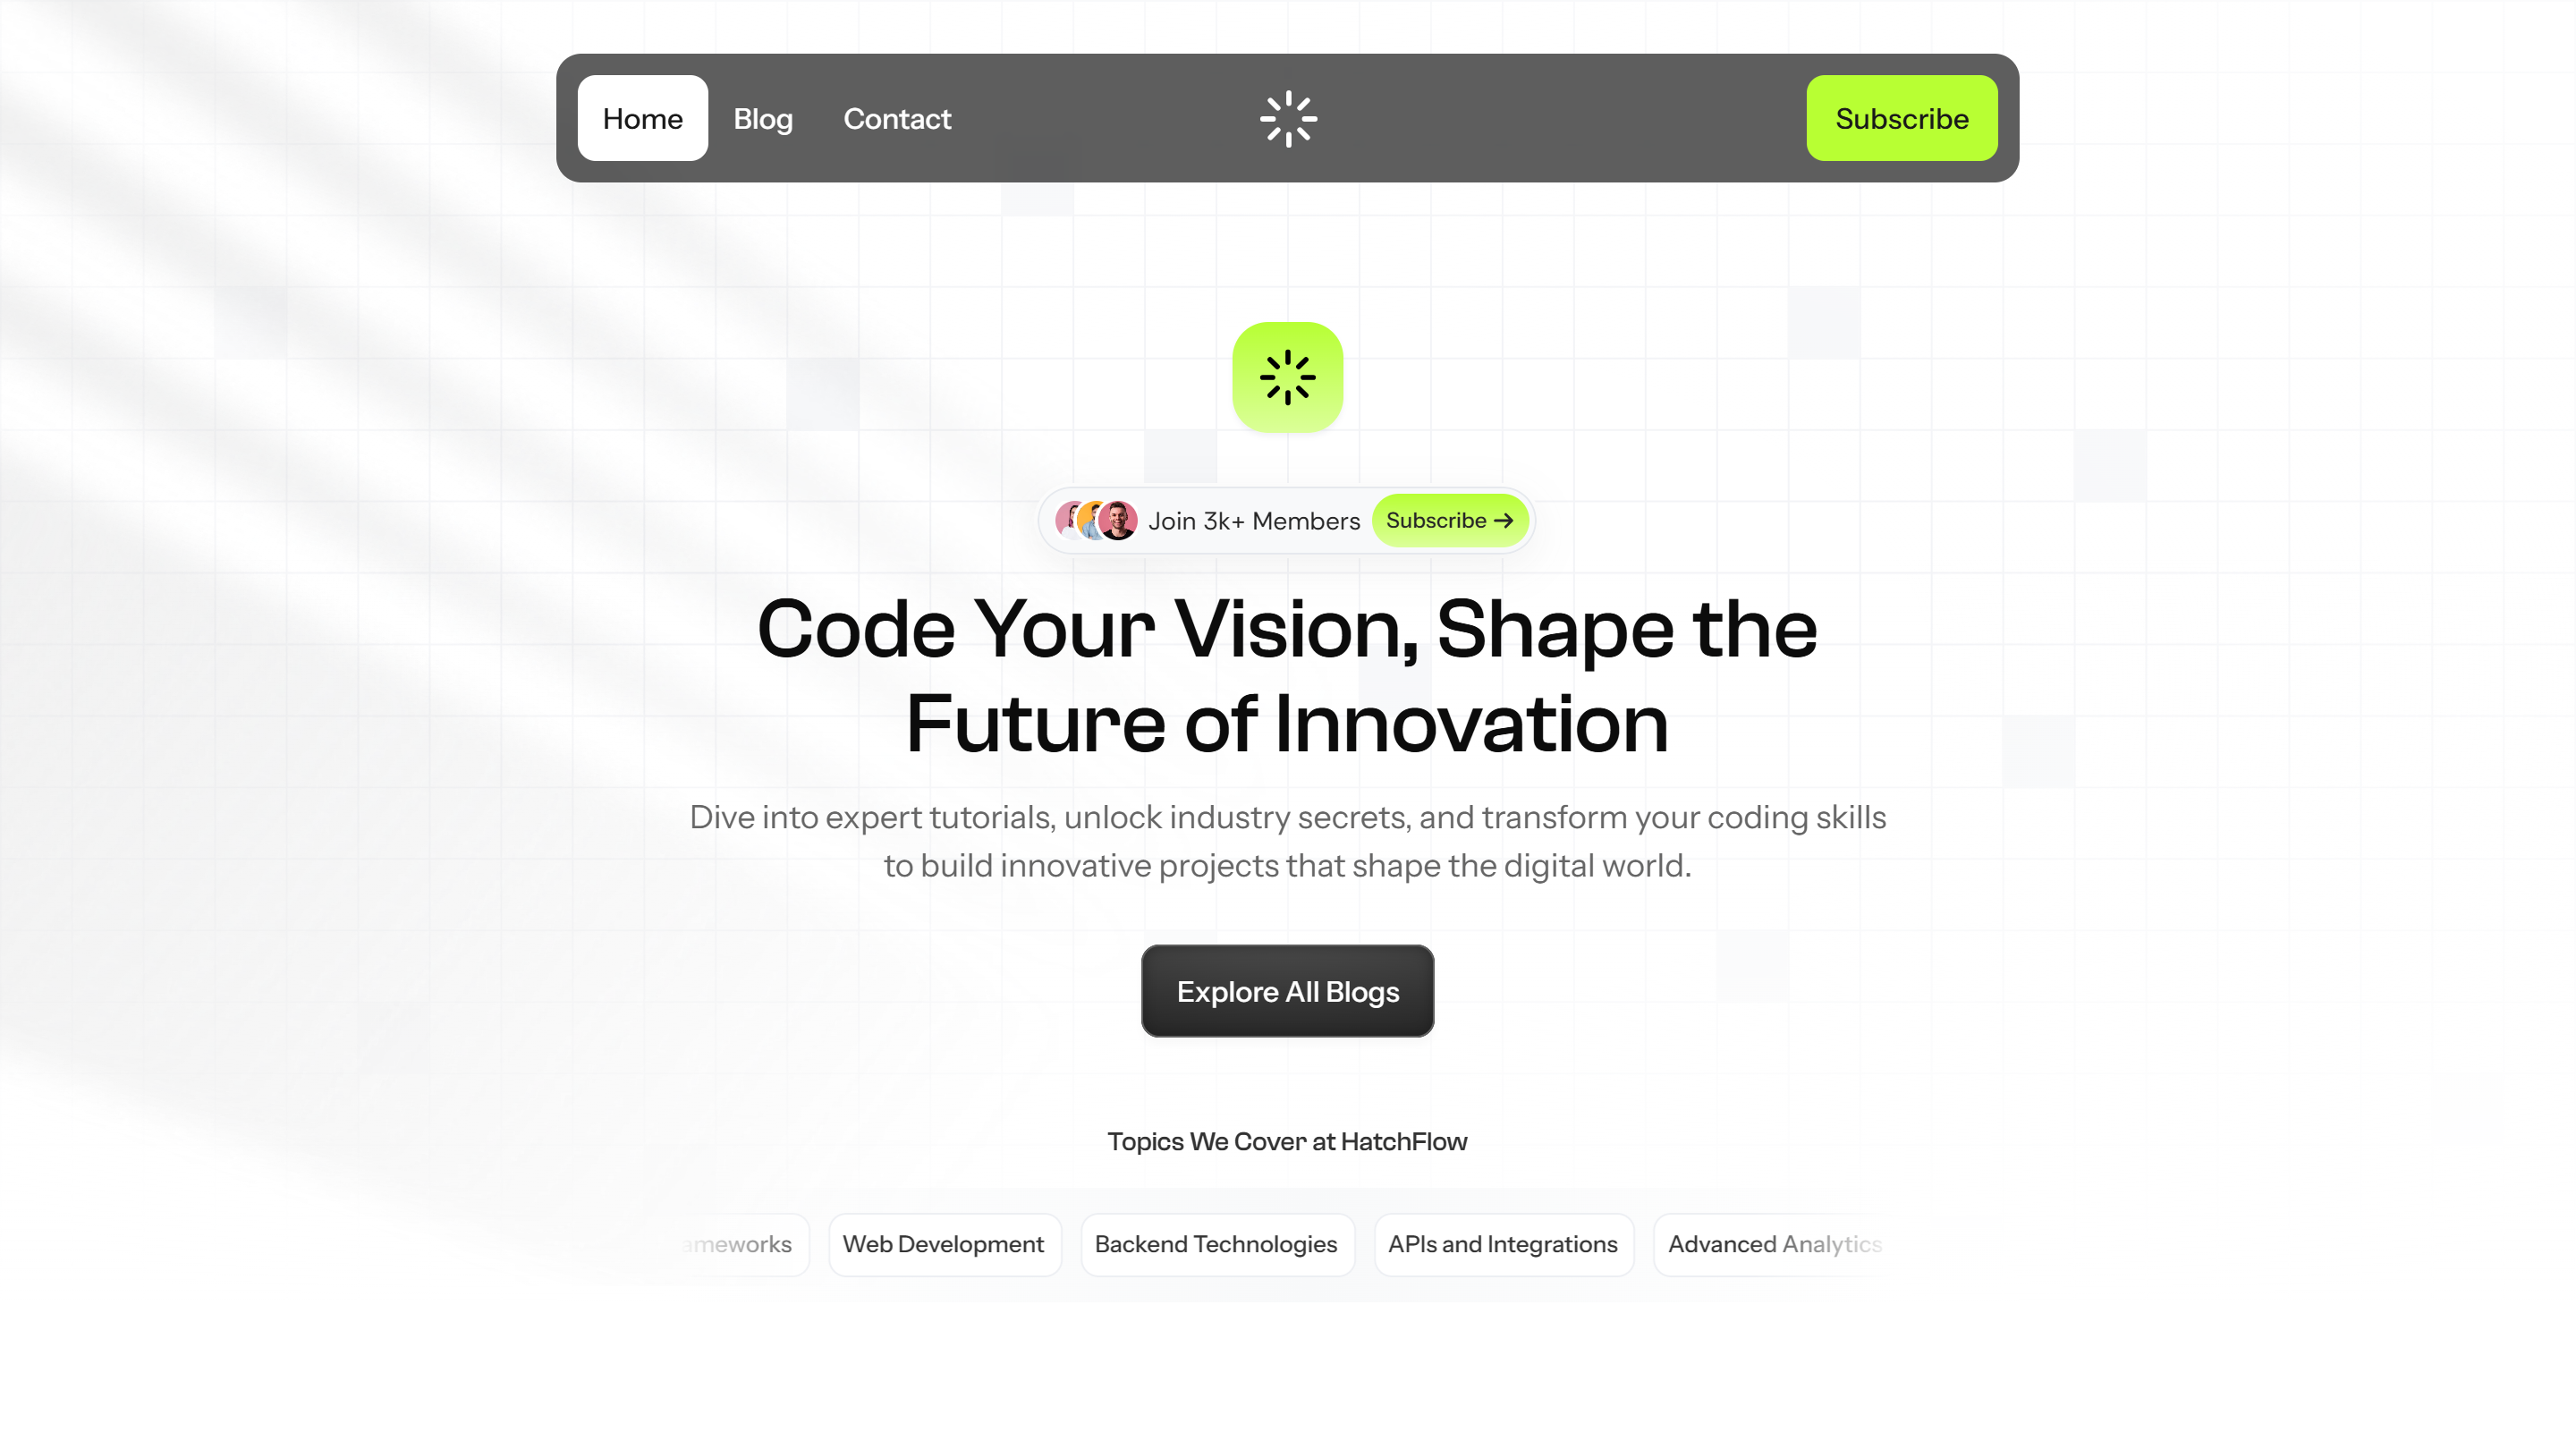 Home Blog Contact Subscribe
Join 3k+ Members Subscribe →
Code Your Vision, Shape the
Future of Innovation
Dive into expert tutorials, unlock industry secrets, and transform your coding skills
to build innovative projects that shape the digital world.
Explore All Blogs
Topics We Cover at HatchFlow
ameworks Web Development Backend Technologies APIs and Integrations Advanced Analytics